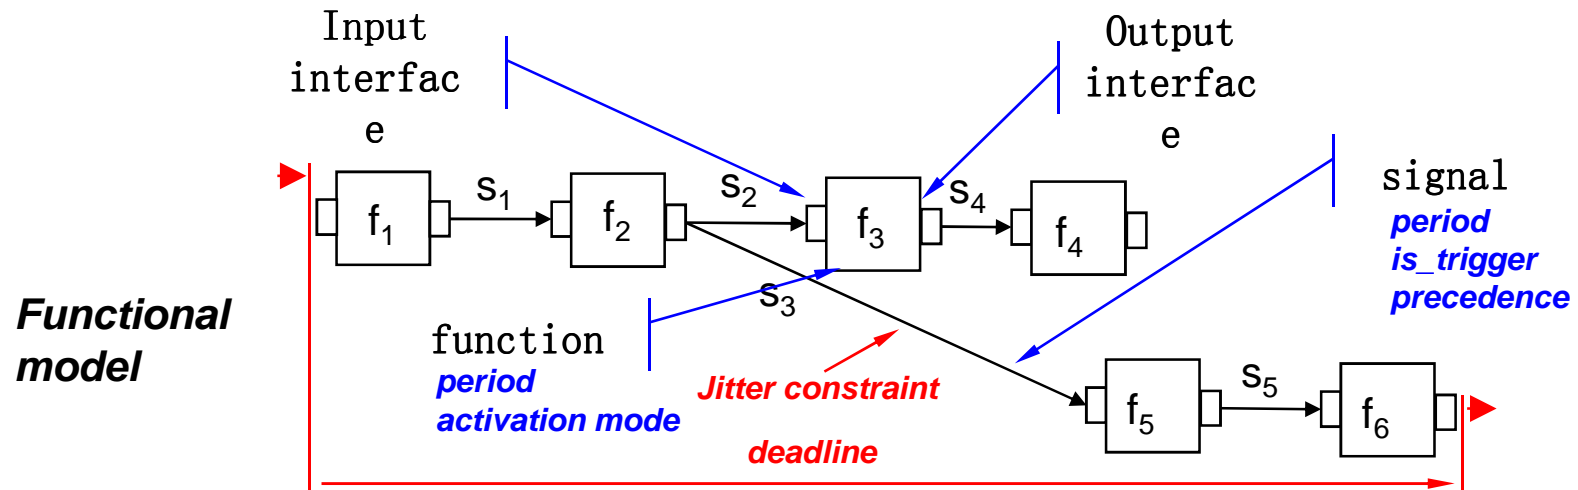 Input
interfac
e
Output
interfac
e
signal
period
is_trigger
precedence
f1
s1
f2
s2
f3
s4
f4
s3
Functional
model
function
period
activation mode
Jitter constraint
deadline
f5
s5
f6